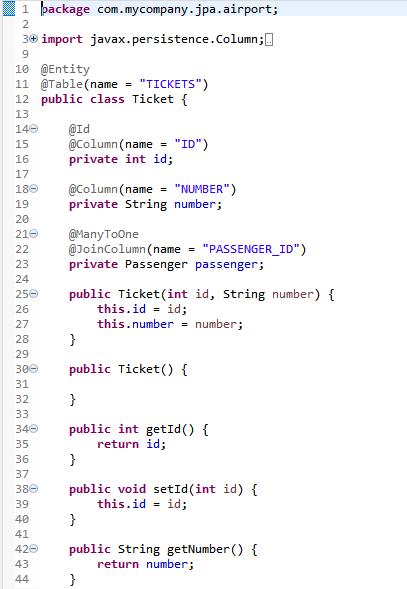 1 package com.mycompany.jpa.airport;
2
3 import javax.persistence.Column;
9
10 @Entity
11 @Table(name = "TICKETS")
12 public class Ticket {
13
14 @Id
15 @Column(name = "ID")
16 private int id;
17
18 @Column(name = "NUMBER")
19 private String number;
20
21 @ManyToOne
22 @JoinColumn(name = "PASSENGER_ID")
23 private Passenger passenger;
24
25 public Ticket(int id, String number) {
26 this.id = id;
27 this.number = number;
28 }
29
30 public Ticket() {
31
32 }
33
34 public int getId() {
35 return id;
36 }
37
38 public void setId(int id) {
39 this.id = id;
40 }
41
42 public String getNumber() {
43 return number;
44 }